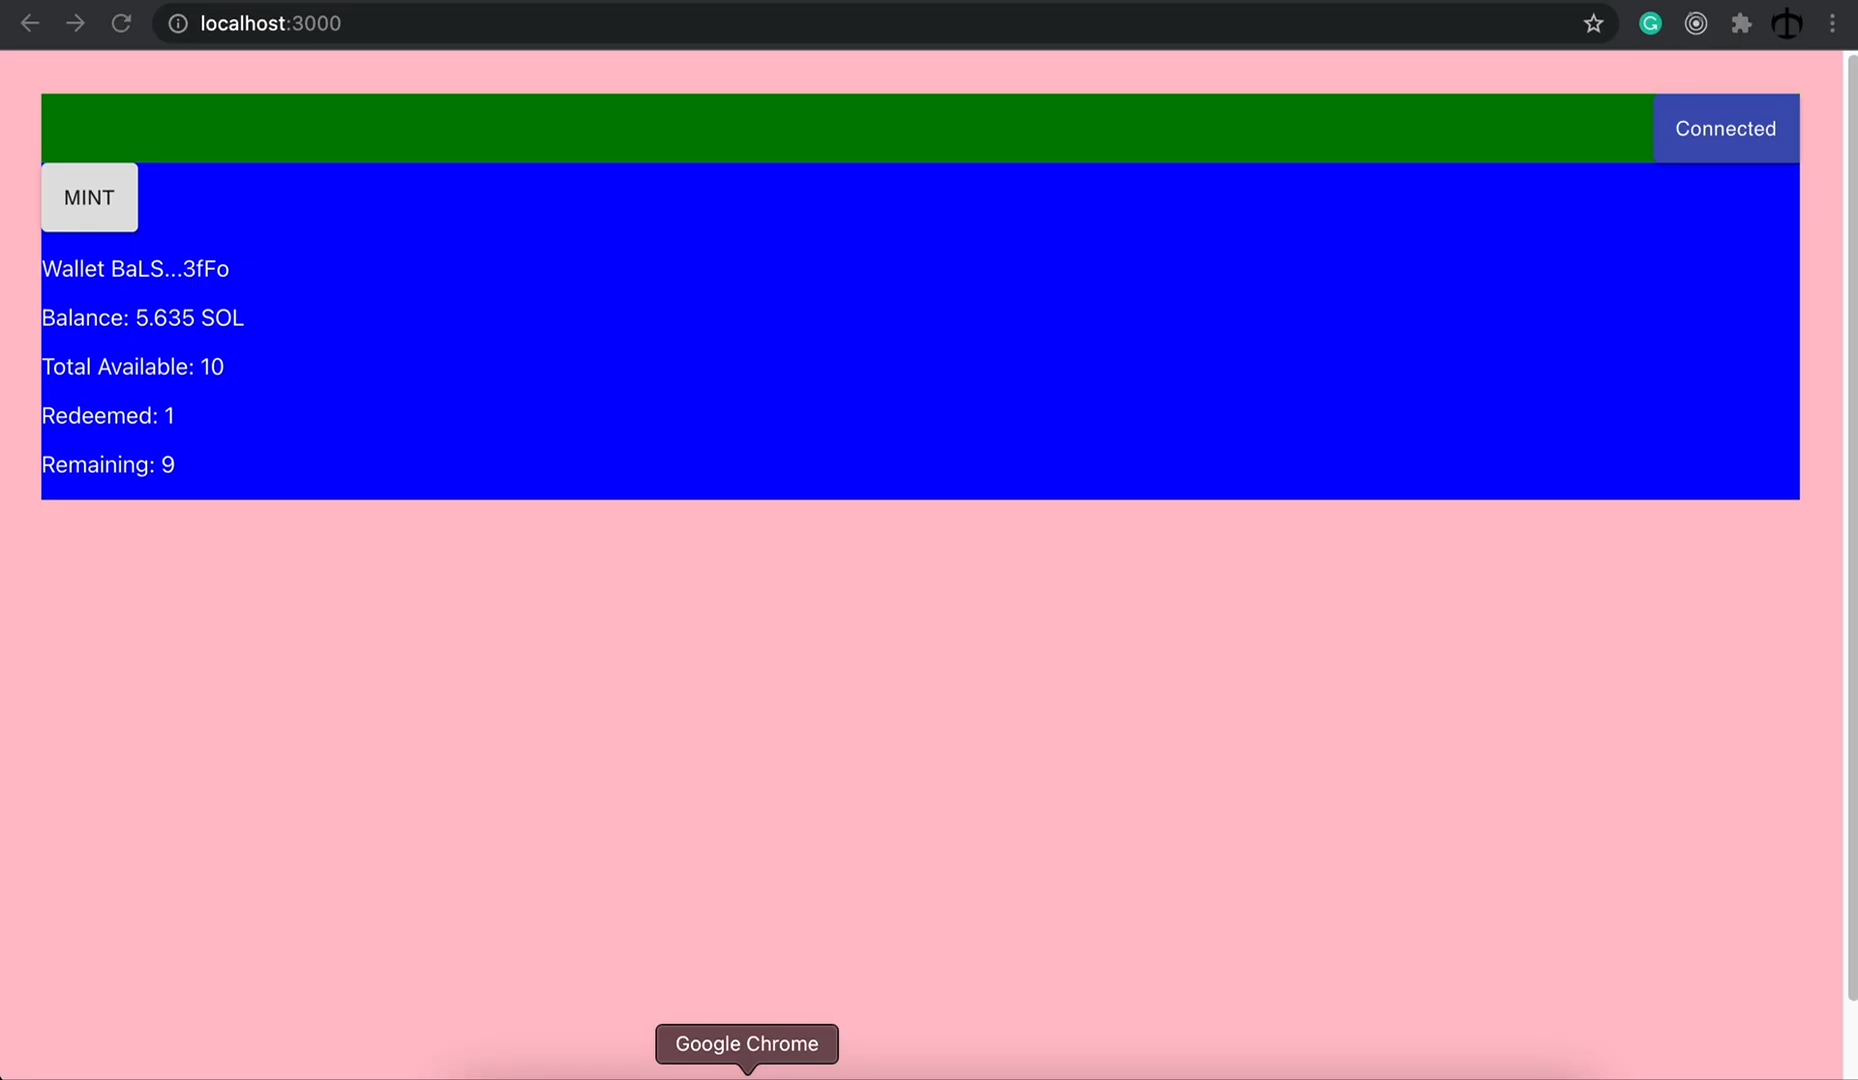 localhost:3000
Connected
MINT
Wallet BaLS...3fFo
Balance: 5.635 SOL
Total Available: 10
Redeemed: 1
Remaining: 9
Google Chrome